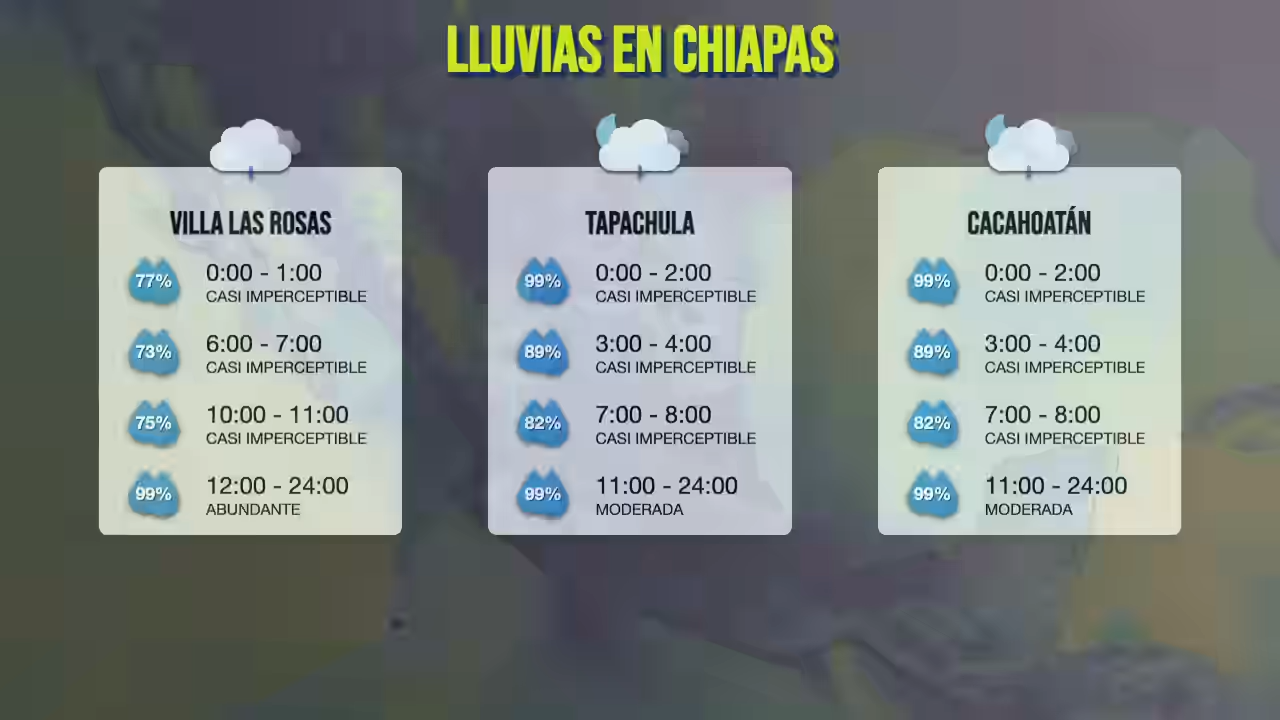 LLUVIAS EN CHIAPAS
VILLA LAS ROSAS
77%
0:00 - 1:00
CASI IMPERCEPTIBLE
73%
6:00 - 7:00
CASI IMPERCEPTIBLE
75%
10:00 - 11:00
CASI IMPERCEPTIBLE
99%
12:00 - 24:00
ABUNDANTE
TAPACHULA
99%
0:00 - 2:00
CASI IMPERCEPTIBLE
89%
3:00 - 4:00
CASI IMPERCEPTIBLE
82%
7:00 - 8:00
CASI IMPERCEPTIBLE
99%
11:00 - 24:00
MODERADA
CACAHOATÁN
99%
0:00 - 2:00
CASI IMPERCEPTIBLE
89%
3:00 - 4:00
CASI IMPERCEPTIBLE
82%
7:00 - 8:00
CASI IMPERCEPTIBLE
99%
11:00 - 24:00
MODERADA